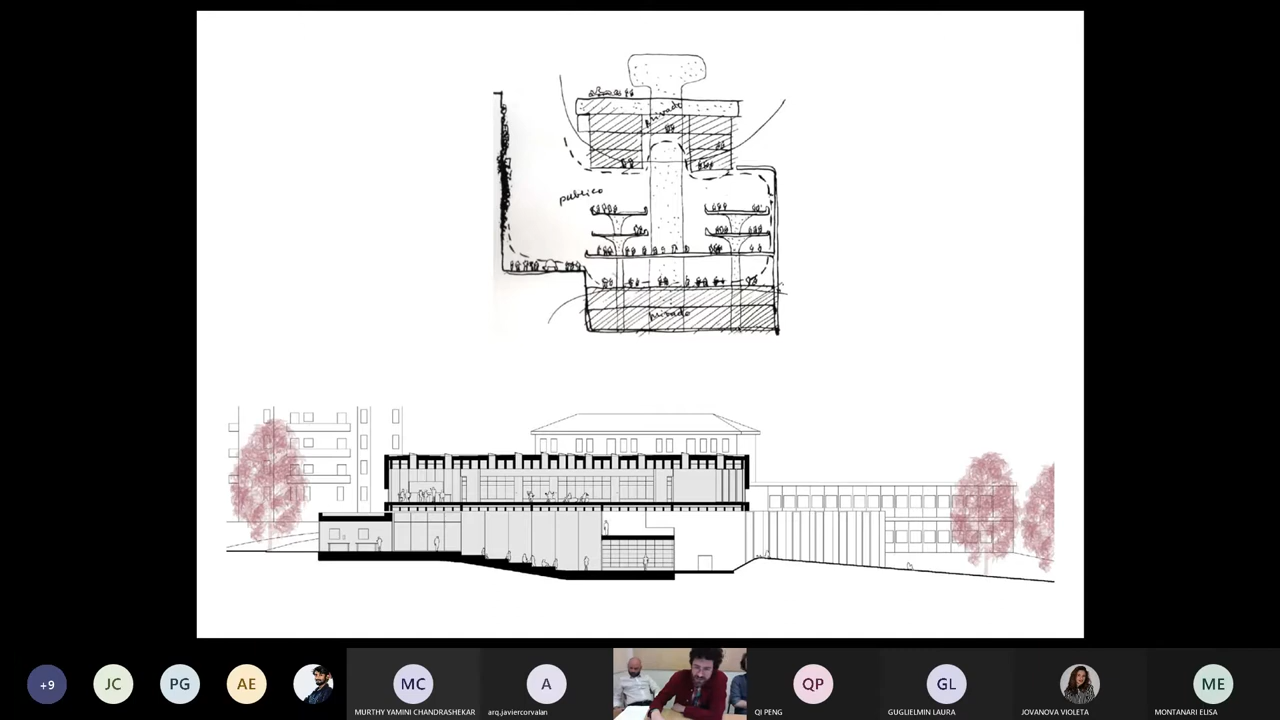 privado
publico
privado
+9
JC
PG
AE
MC
A
QP
GL
ME
MURTHY YAMINI CHANDRASHEKAR
arq.javiercorvalan
QI PENG
GUGLIELMIN LAURA
JOVANOVA VIOLETA
MONTANARI ELISA